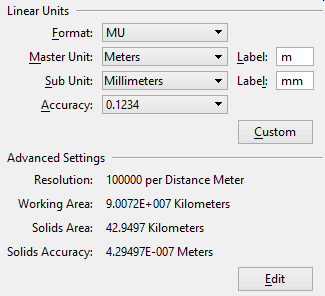 Linear Units
Format: MU
Master Unit: Meters Label: m
Sub Unit: Millimeters Label: mm
Accuracy: 0.1234
Custom
Advanced Settings
Resolution: 100000 per Distance Meter
Working Area: 9.0072E+007 Kilometers
Solids Area: 42.9497 Kilometers
Solids Accuracy: 4.29497E-007 Meters
Edit